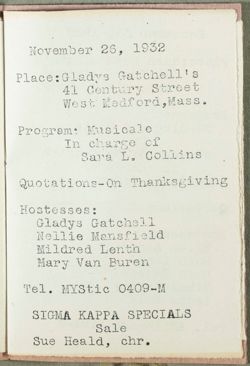 November 26, 1932
Place:Gladys Gatchell's
41 Century Street
West Medford,Mass.
Program: Musicale
In charge of
Sara L. Collins
Quotations-On Thanksgiving
Hostesses:
Gladys Gatchell
Nellie Mansfield
Mildred Lenth
Mary Van Buren
Tel. MYStic 0409-M
SIGMA KAPPA SPECIALS
Sale
Sue Heald, chr.